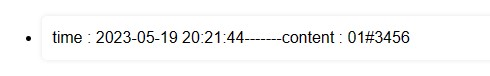 time : 2023-05-19 20:21:44-------content : 01#3456